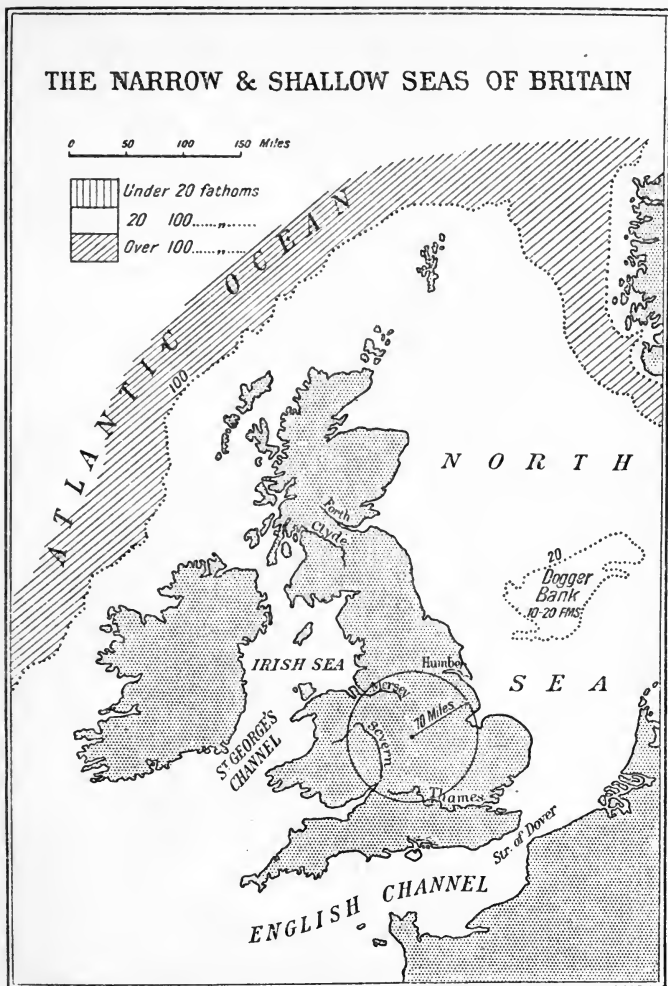 THE NARROW & SHALLOW SEAS OF BRITAIN
0 50 100 150 Miles
Under 20 fathoms
20 100.....„.......
Over 100.....„.......
ATLANTIC OCEAN
100
NORTH
Forth
Clyde
20
Dogger
Bank
10-20 FMS.
IRISH SEA
Humber
SEA
Mersey
70 Miles
ST GEORGE'S
CHANNEL
Severn
Thames
Str. of Dover
ENGLISH CHANNEL